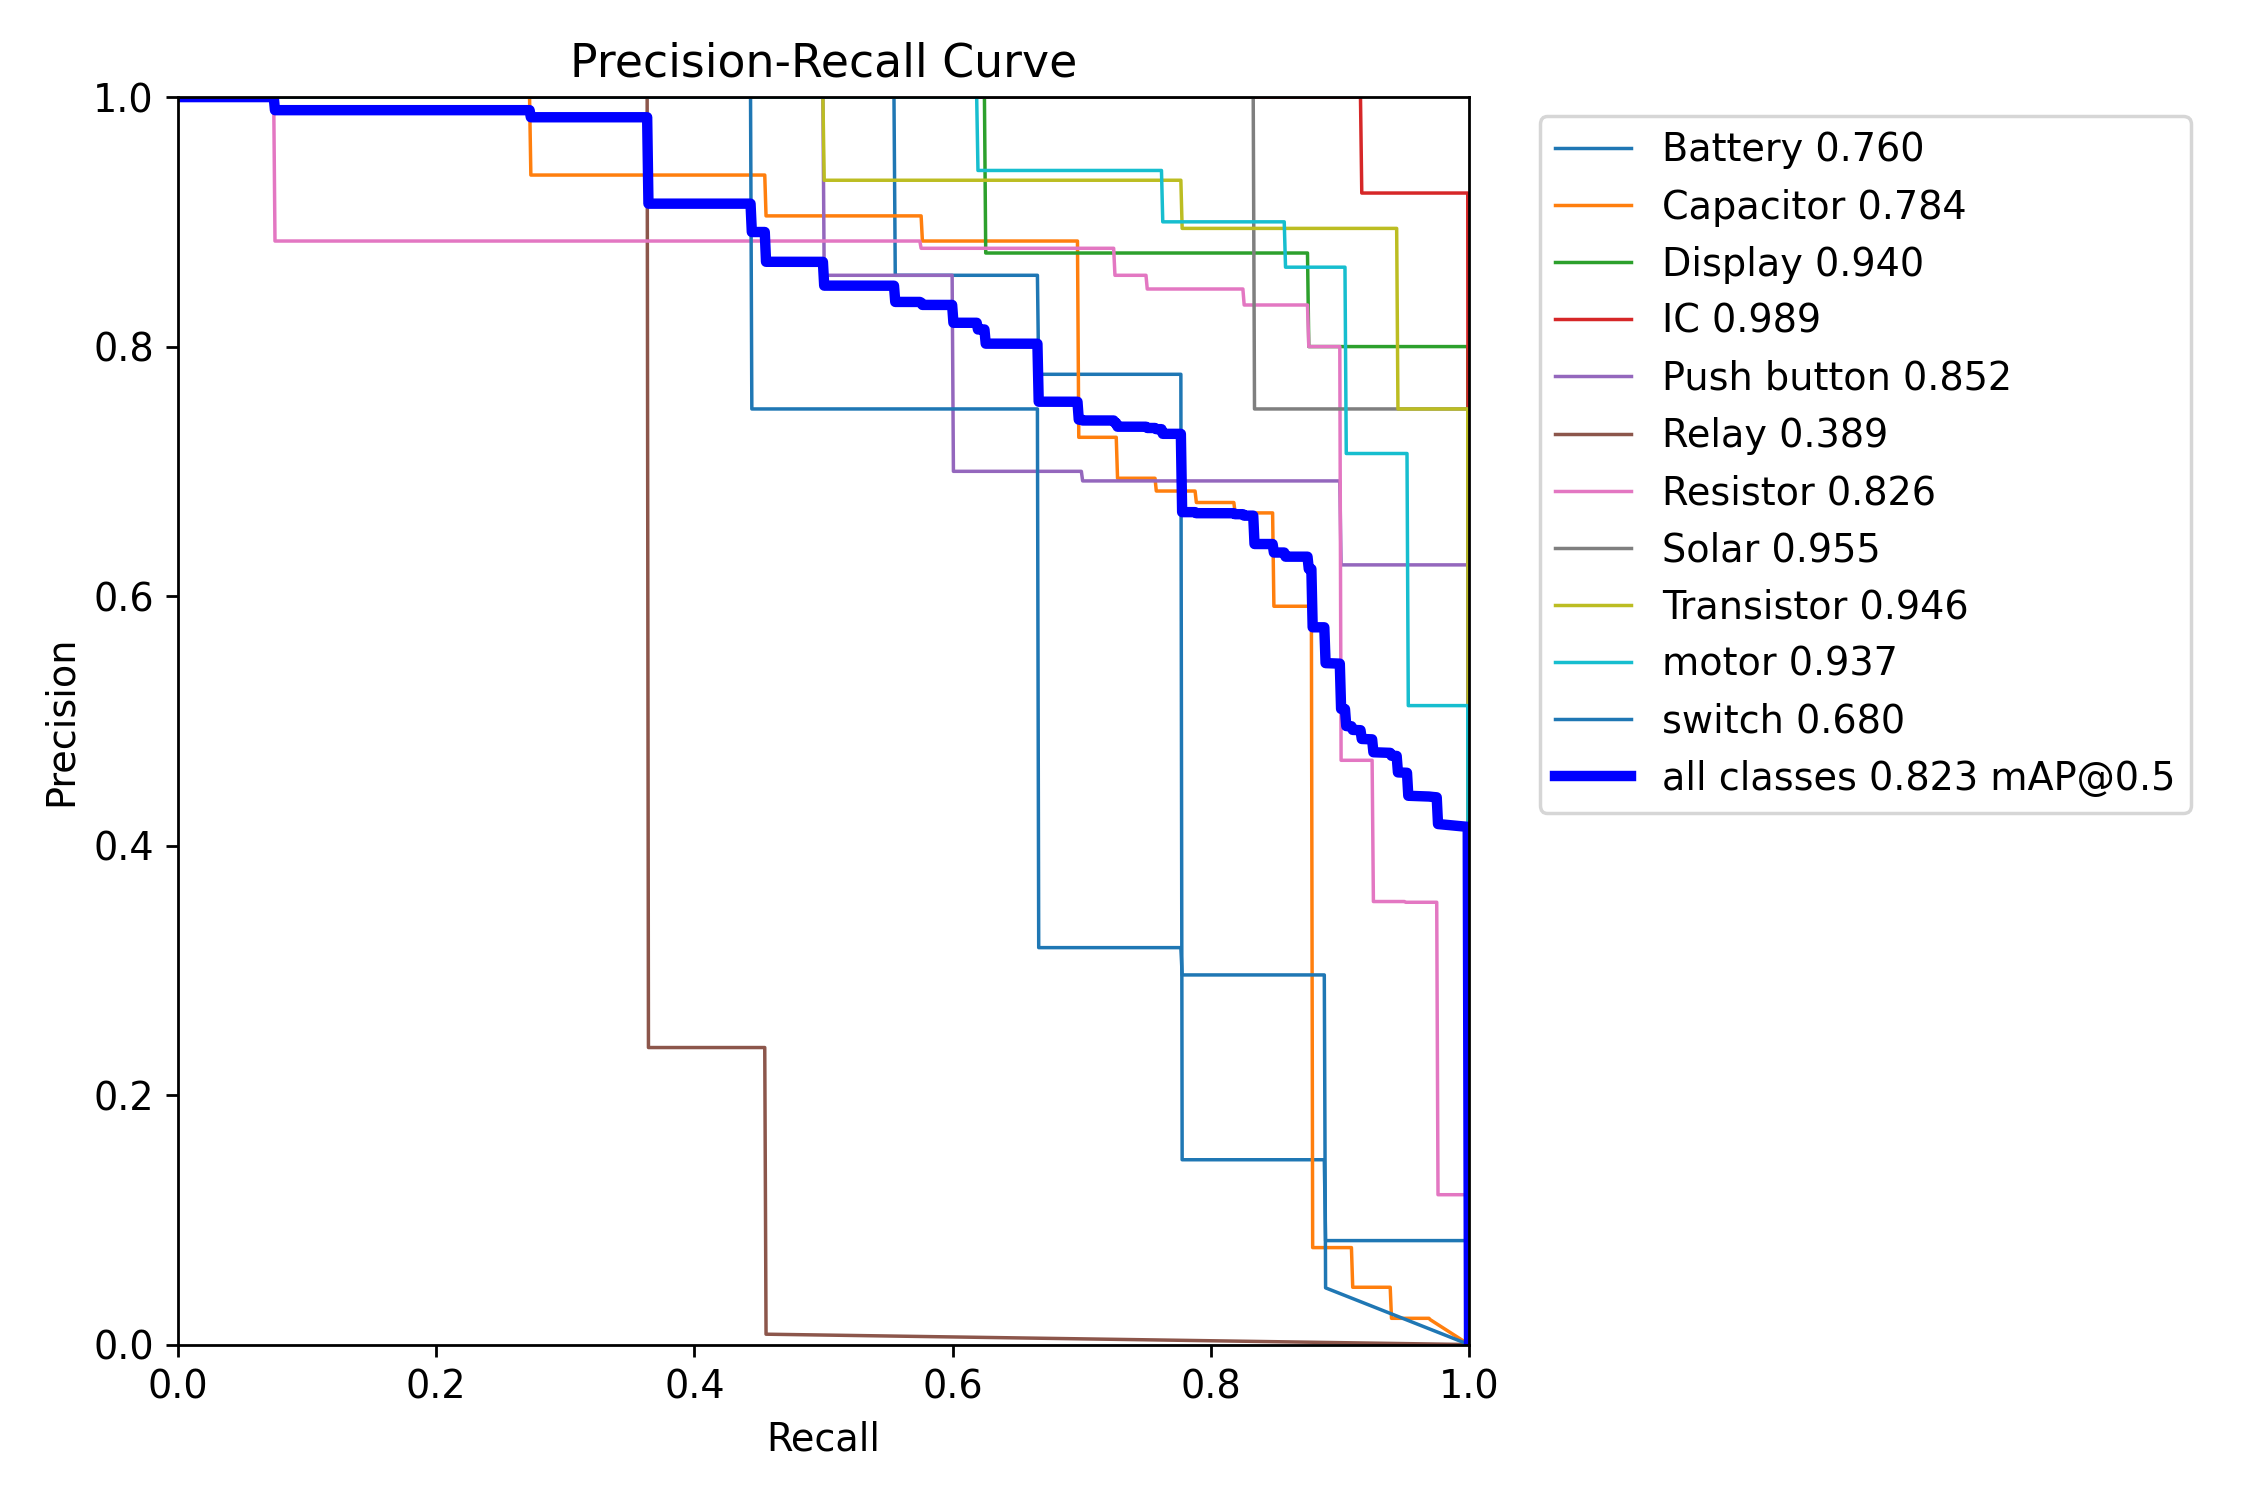 Precision-Recall Curve
1.0
0.8
0.6
0.4
0.2
0.0
Precision
0.0 0.2 0.4 0.6 0.8 1.0
Recall
Battery 0.760
Capacitor 0.784
Display 0.940
IC 0.989
Push button 0.852
Relay 0.389
Resistor 0.826
Solar 0.955
Transistor 0.946
motor 0.937
switch 0.680
all classes 0.823 mAP@0.5